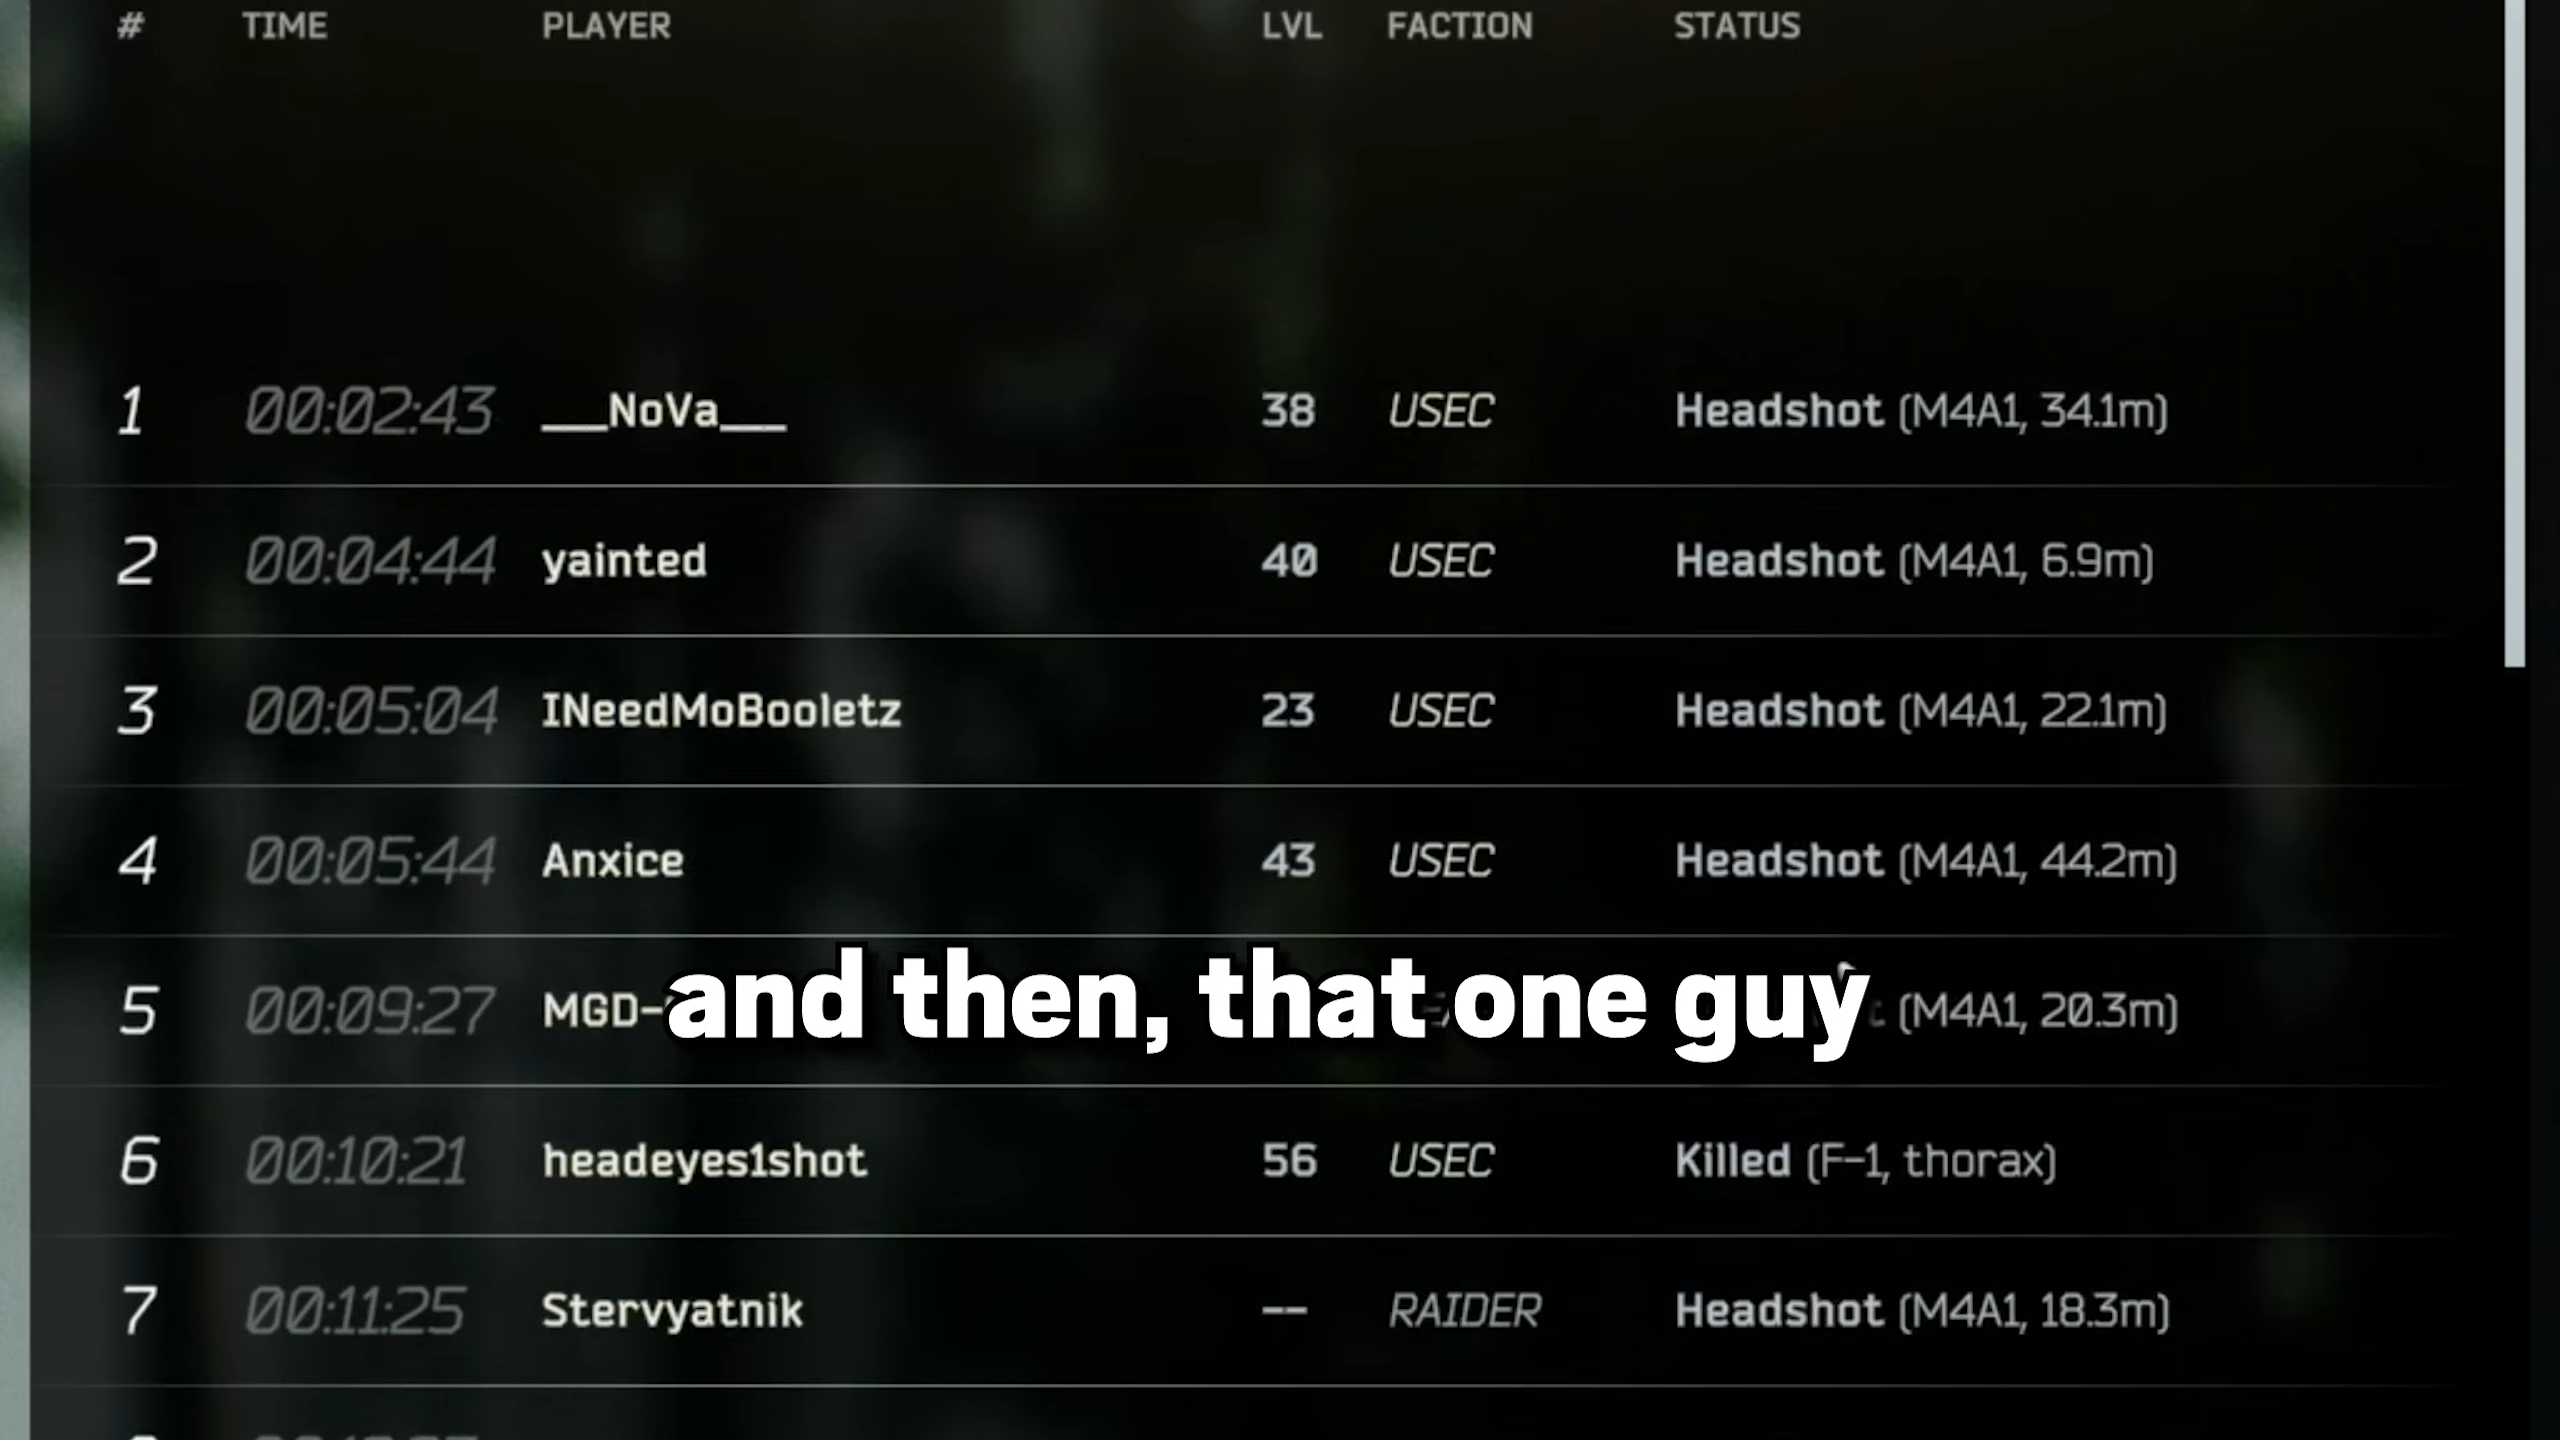 # TIME PLAYER LVL FACTION STATUS
1 00:02:43 ___NoVa___ 38 USEC Headshot (M4A1, 34.1m)
2 00:04:44 yainted 40 USEC Headshot (M4A1, 6.9m)
3 00:05:04 INeedMoBooletz 23 USEC Headshot (M4A1, 22.1m)
4 00:05:44 Anxice 43 USEC Headshot (M4A1, 44.2m)
5 00:09:27 MGD- (M4A1, 20.3m)
and then, that one guy
6 00:10:21 headeyes1shot 56 USEC Killed (F-1, thorax)
7 00:11:25 Stervyatnik -- RAIDER Headshot (M4A1, 18.3m)